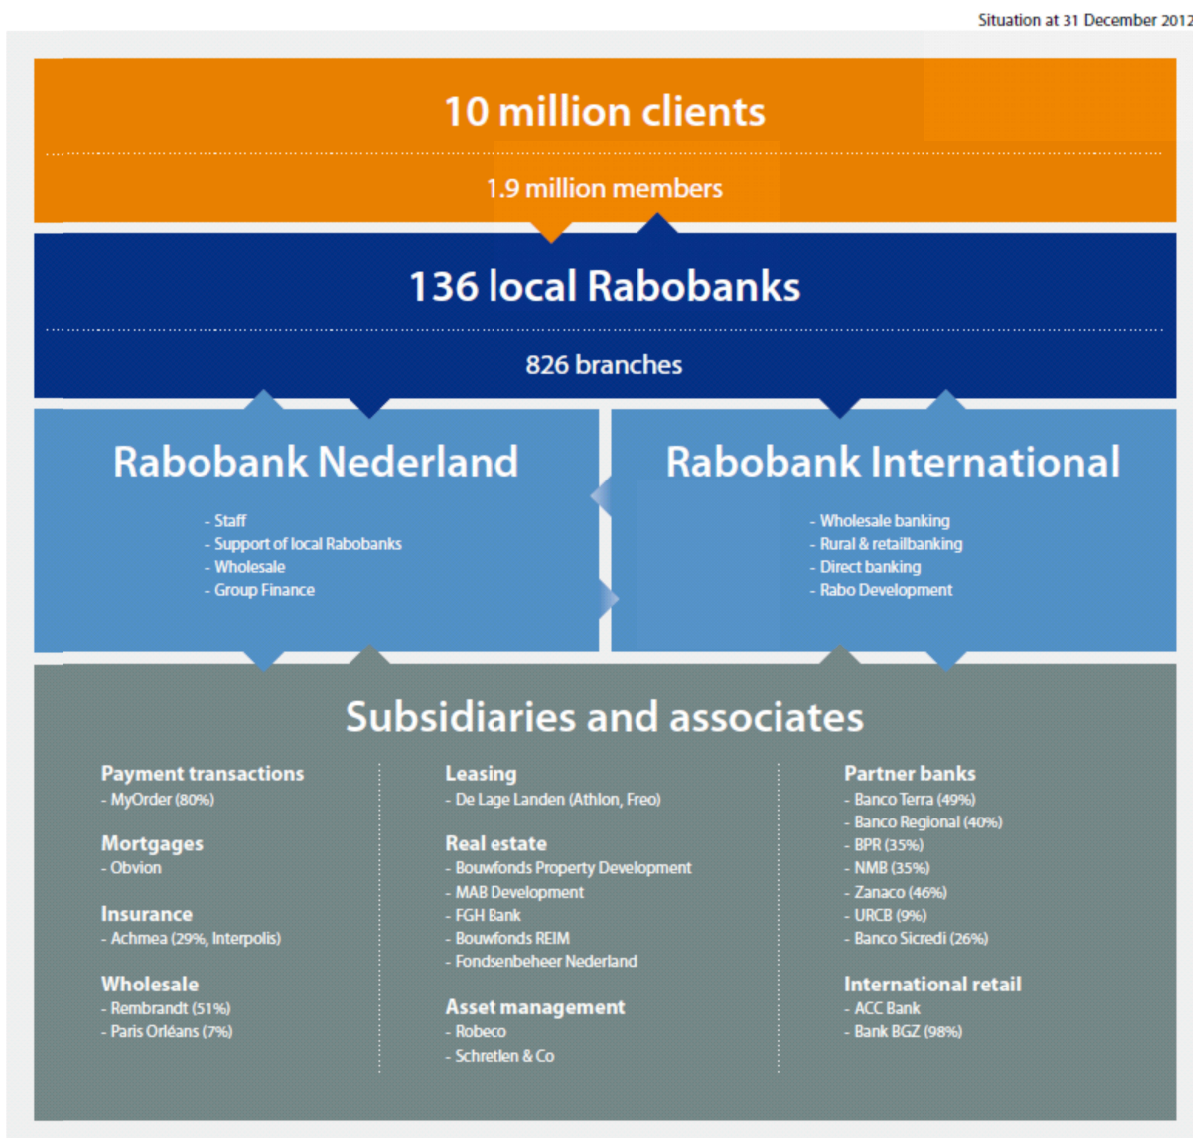 Situation at 31 December 2012
10 million clients
1.9 million members
136 local Rabobanks
826 branches
Rabobank Nederland
- Staff
- Support of local Rabobanks
- Wholesale
- Group Finance
Rabobank International
- Wholesale banking
- Rural & retailbanking
- Direct banking
- Rabo Development
Subsidiaries and associates
Payment transactions
- MyOrder (80%)
Mortgages
- Obvion
Insurance
- Achmea (29%, Interpolis)
Wholesale
- Rembrandt (51%)
- Paris Orléans (7%)
Leasing
- De Lage Landen (Athlon, Freo)
Real estate
- Bouwfonds Property Development
- MAB Development
- FGH Bank
- Bouwfonds REIM
- Fondsenbeheer Nederland
Asset management
- Robeco
- Schretlen & Co
Partner banks
- Banco Terra (49%)
- Banco Regional (40%)
- BPR (35%)
- NMB (35%)
- Zanaco (46%)
- URCB (9%)
- Banco Sicredi (26%)
International retail
- ACC Bank
- Bank BGZ (98%)